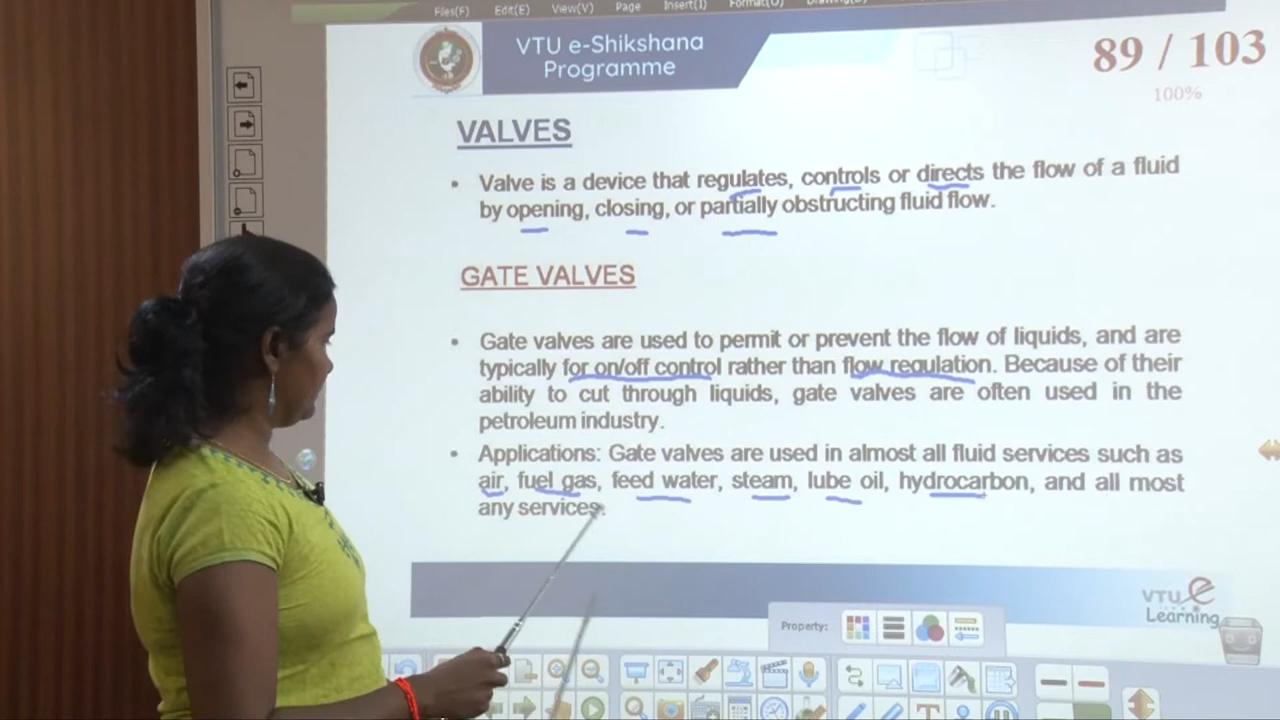 Files(F) Edit(E) View(V) Page Insert(I) Format(O)
VTU e-Shikshana
Programme
89 / 103
100%
VALVES
• Valve is a device that regulates, controls or directs the flow of a fluid
by opening, closing, or partially obstructing fluid flow.
GATE VALVES
• Gate valves are used to permit or prevent the flow of liquids, and are
typically for on/off control rather than flow regulation. Because of their
ability to cut through liquids, gate valves are often used in the
petroleum industry.
• Applications: Gate valves are used in almost all fluid services such as
air, fuel gas, feed water, steam, lube oil, hydrocarbon, and all most
any services.
VTU e
Learning
Property: